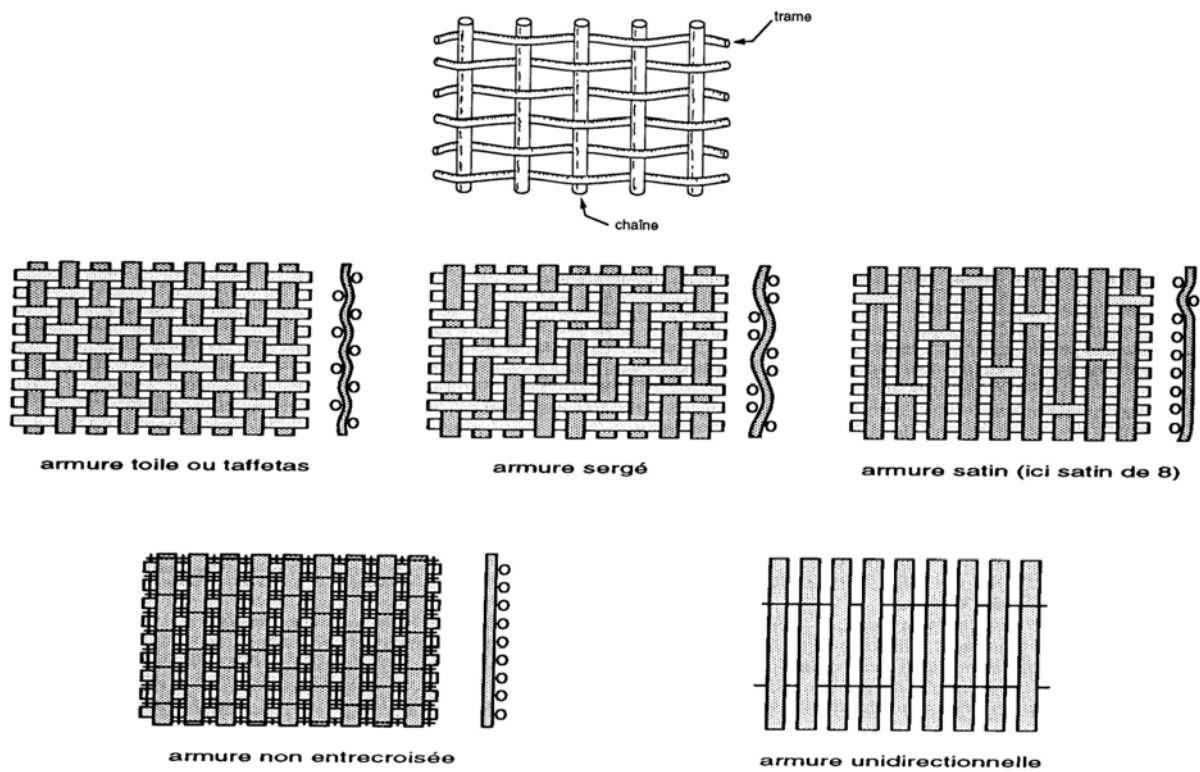 trame
chaîne
armure toile ou taffetas
armure sergé
armure satin (ici satin de 8)
armure non entrecroisée
armure unidirectionnelle